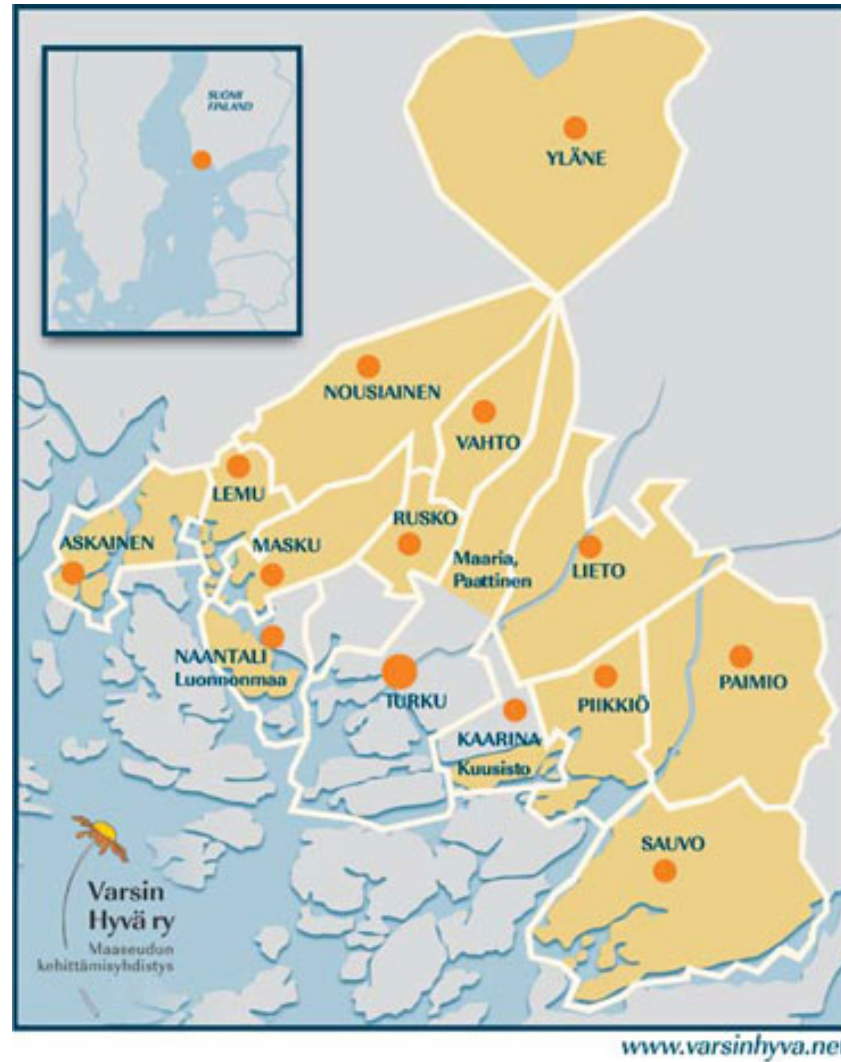 SUOMI
FINLAND
YLÄNE
NOUSIAINEN
VAHTO
LEMU
RUSKO
ASKAINEN
MASKU
Maaria,
Paattinen
LIETO
NAANTALI
Luonnonmaa
TURKU
KAARINA
Kuusisto
PIIKKIÖ
PAIMIO
SAUVO
Varsin
Hyvä ry
Maaseudun
kehittämisyhdistys
www.varsinhyva.net